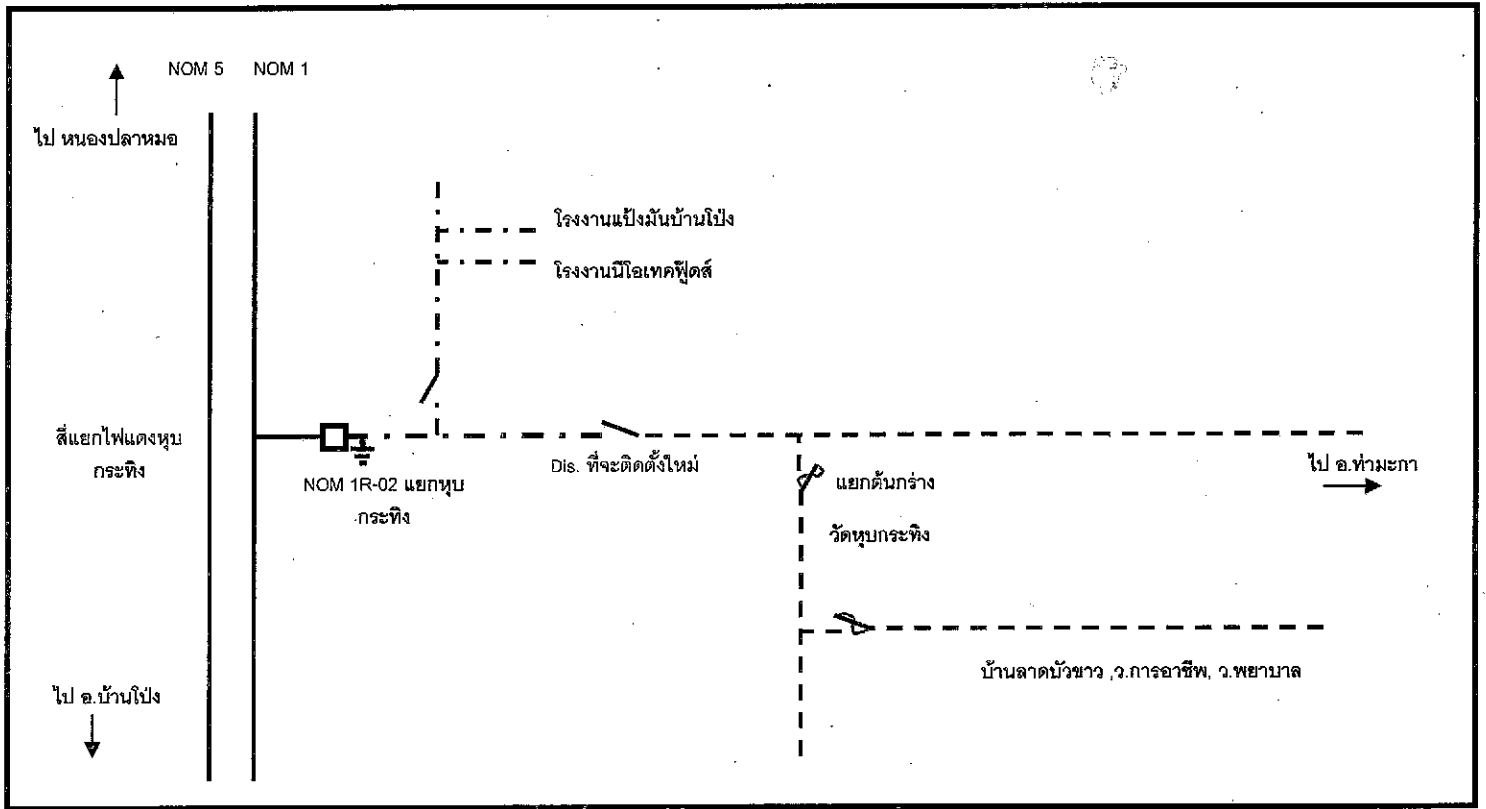 NOM 5 NOM 1
ไป หนองปลาหมอ
โรงงานแป้งมันบ้านโป่ง
โรงงานนีโอเทคฟู๊ดส์
สี่แยกไฟแดงหุบ
กระทิง
NOM 1R-02 แยกหุบ
กระทิง
Dis. ที่จะติดตั้งใหม่
ไป อ.ท่ามะกา
แยกต้นกร่าง
วัดหุบกระทิง
บ้านลาดบัวขาว ,ว.การอาชีพ, ว.พยาบาล
ไป อ.บ้านโป่ง